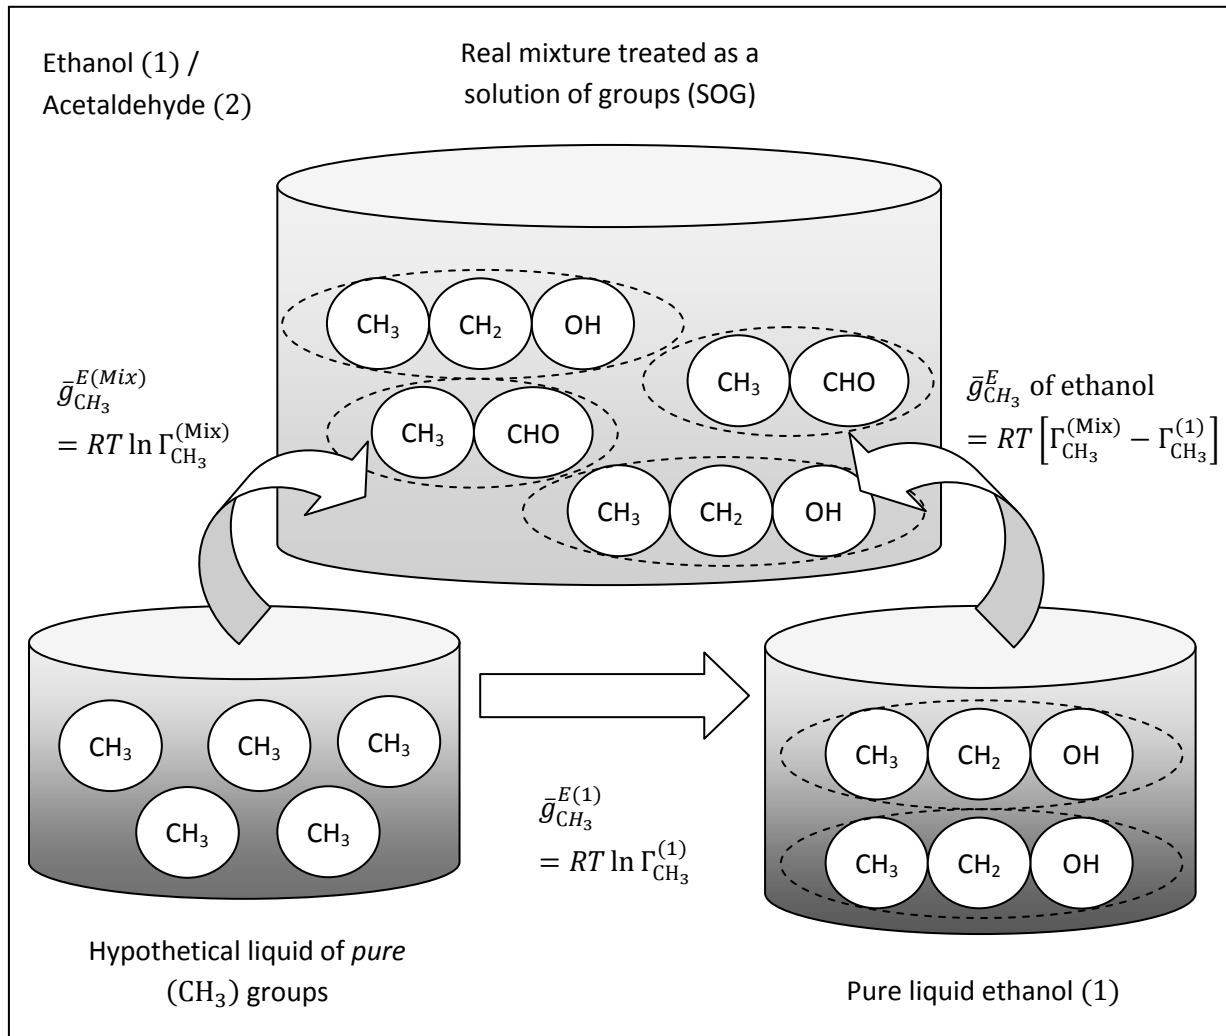 Ethanol (1) /
Acetaldehyde (2)
Real mixture treated as a
solution of groups (SOG)
CH₃ CH₂ OH
CH₃ CHO
CH₃ CHO
CH₃ CH₂ OH
ḡ_{CH₃}^{E(Mix)}
= RT ln Γ_{CH₃}^{(Mix)}
ḡ_{CH₃}^{E} of ethanol
= RT [Γ_{CH₃}^{(Mix)} − Γ_{CH₃}^{(1)}]
CH₃ CH₃ CH₃
CH₃ CH₃
ḡ_{CH₃}^{E(1)}
= RT ln Γ_{CH₃}^{(1)}
CH₃ CH₂ OH
CH₃ CH₂ OH
Hypothetical liquid of pure
(CH₃) groups
Pure liquid ethanol (1)